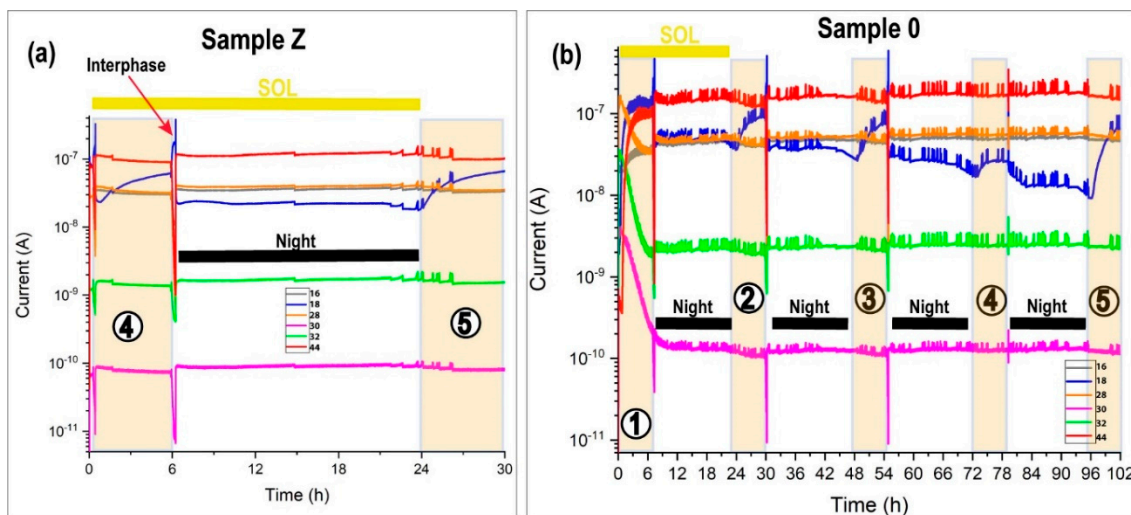 (a)
Sample Z
Interphase
SOL
10⁻⁷
10⁻⁸
10⁻⁹
10⁻¹⁰
10⁻¹¹
Current (A)
Night
④
⑤
16
18
28
30
32
44
0 6 12 18 24 30
Time (h)
(b)
Sample 0
SOL
10⁻⁷
10⁻⁸
10⁻⁹
10⁻¹⁰
10⁻¹¹
Current (A)
② ③ ④ ⑤
Night Night Night Night
①
16
18
28
30
32
44
0 6 12 18 24 30 36 42 48 54 60 66 72 78 84 90 96 102
Time (h)